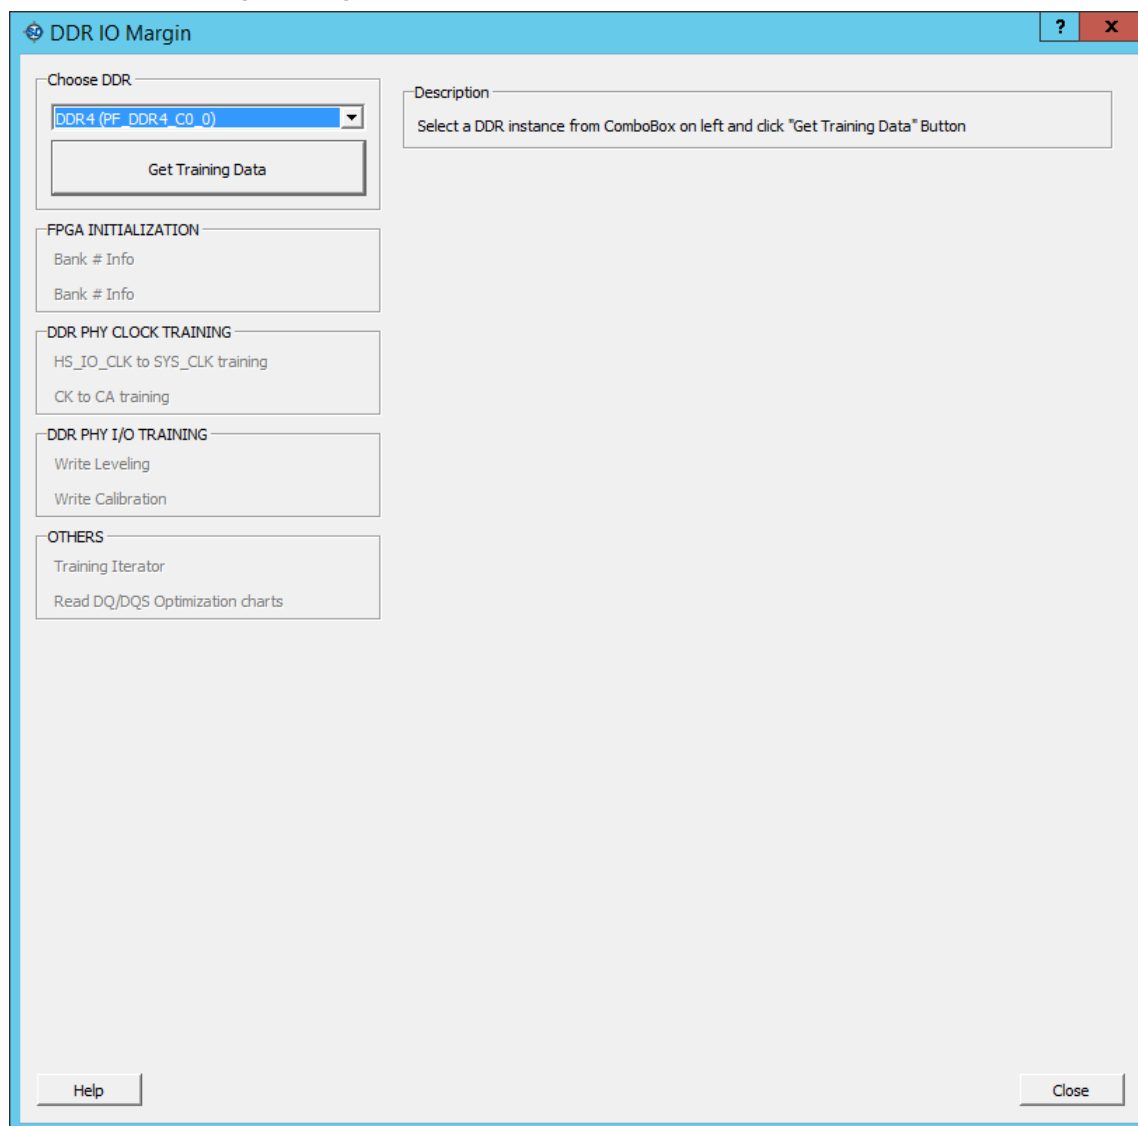 DDR IO Margin
? x
Choose DDR
DDR4 (PF_DDR4_C0_0)
Get Training Data
Description
Select a DDR instance from ComboBox on left and click "Get Training Data" Button
FPGA INITIALIZATION
Bank # Info
Bank # Info
DDR PHY CLOCK TRAINING
HS_IO_CLK to SYS_CLK training
CK to CA training
DDR PHY I/O TRAINING
Write Leveling
Write Calibration
OTHERS
Training Iterator
Read DQ/DQS Optimization charts
Help
Close